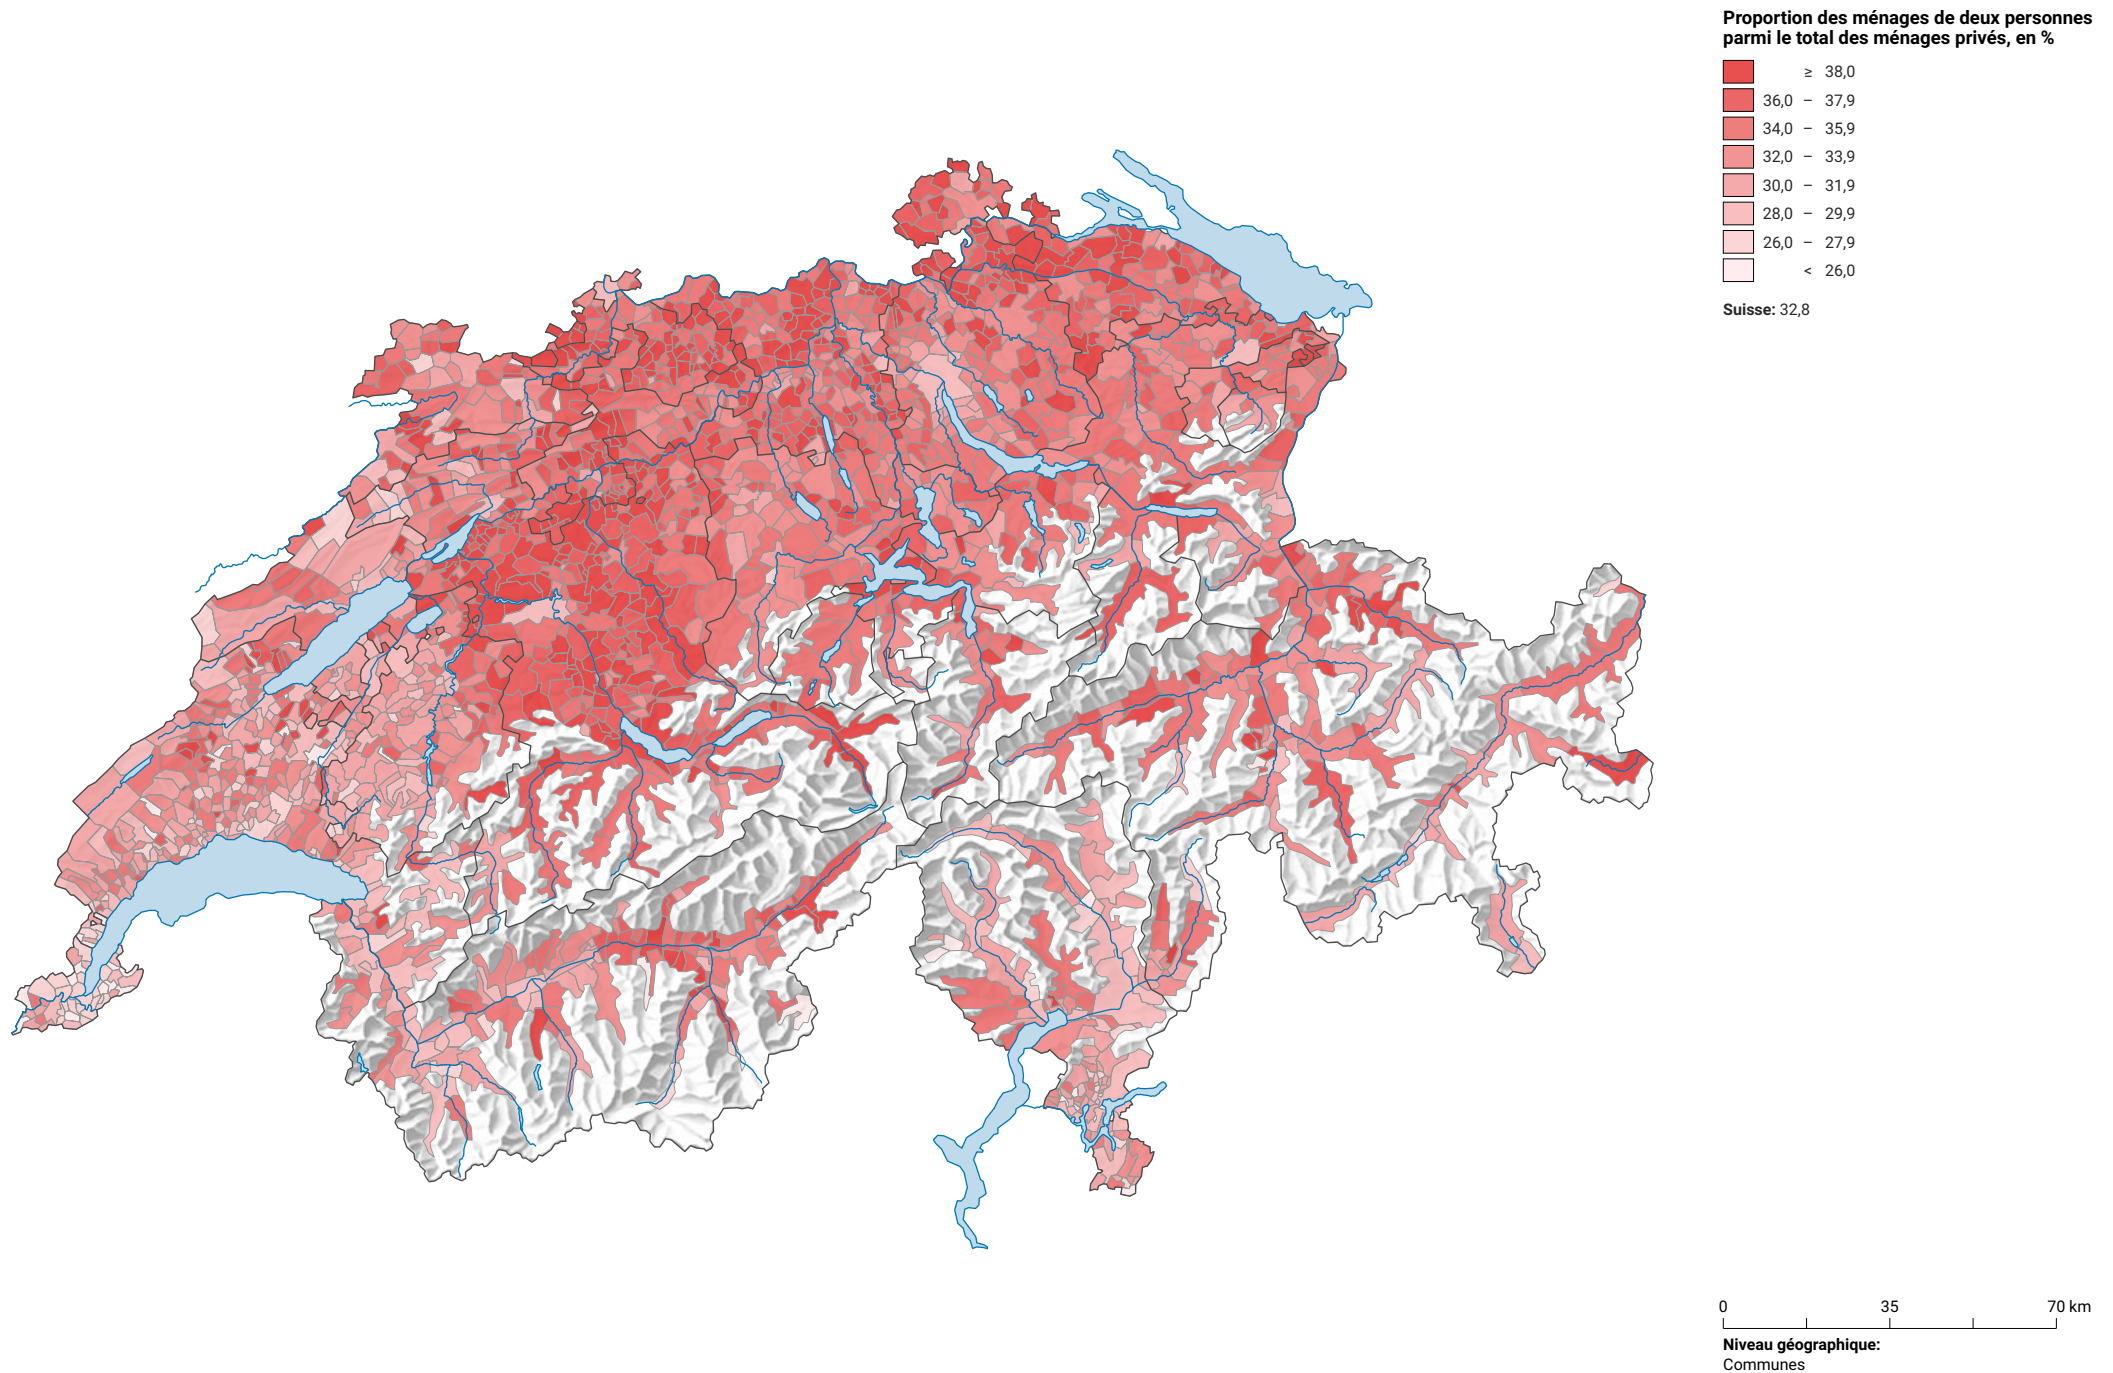 Proportion des ménages de deux personnes
parmi le total des ménages privés, en %
≥ 38,0
36,0 – 37,9
34,0 – 35,9
32,0 – 33,9
30,0 – 31,9
28,0 – 29,9
26,0 – 27,9
< 26,0
Suisse: 32,8
0 35 70 km
Niveau géographique:
Communes